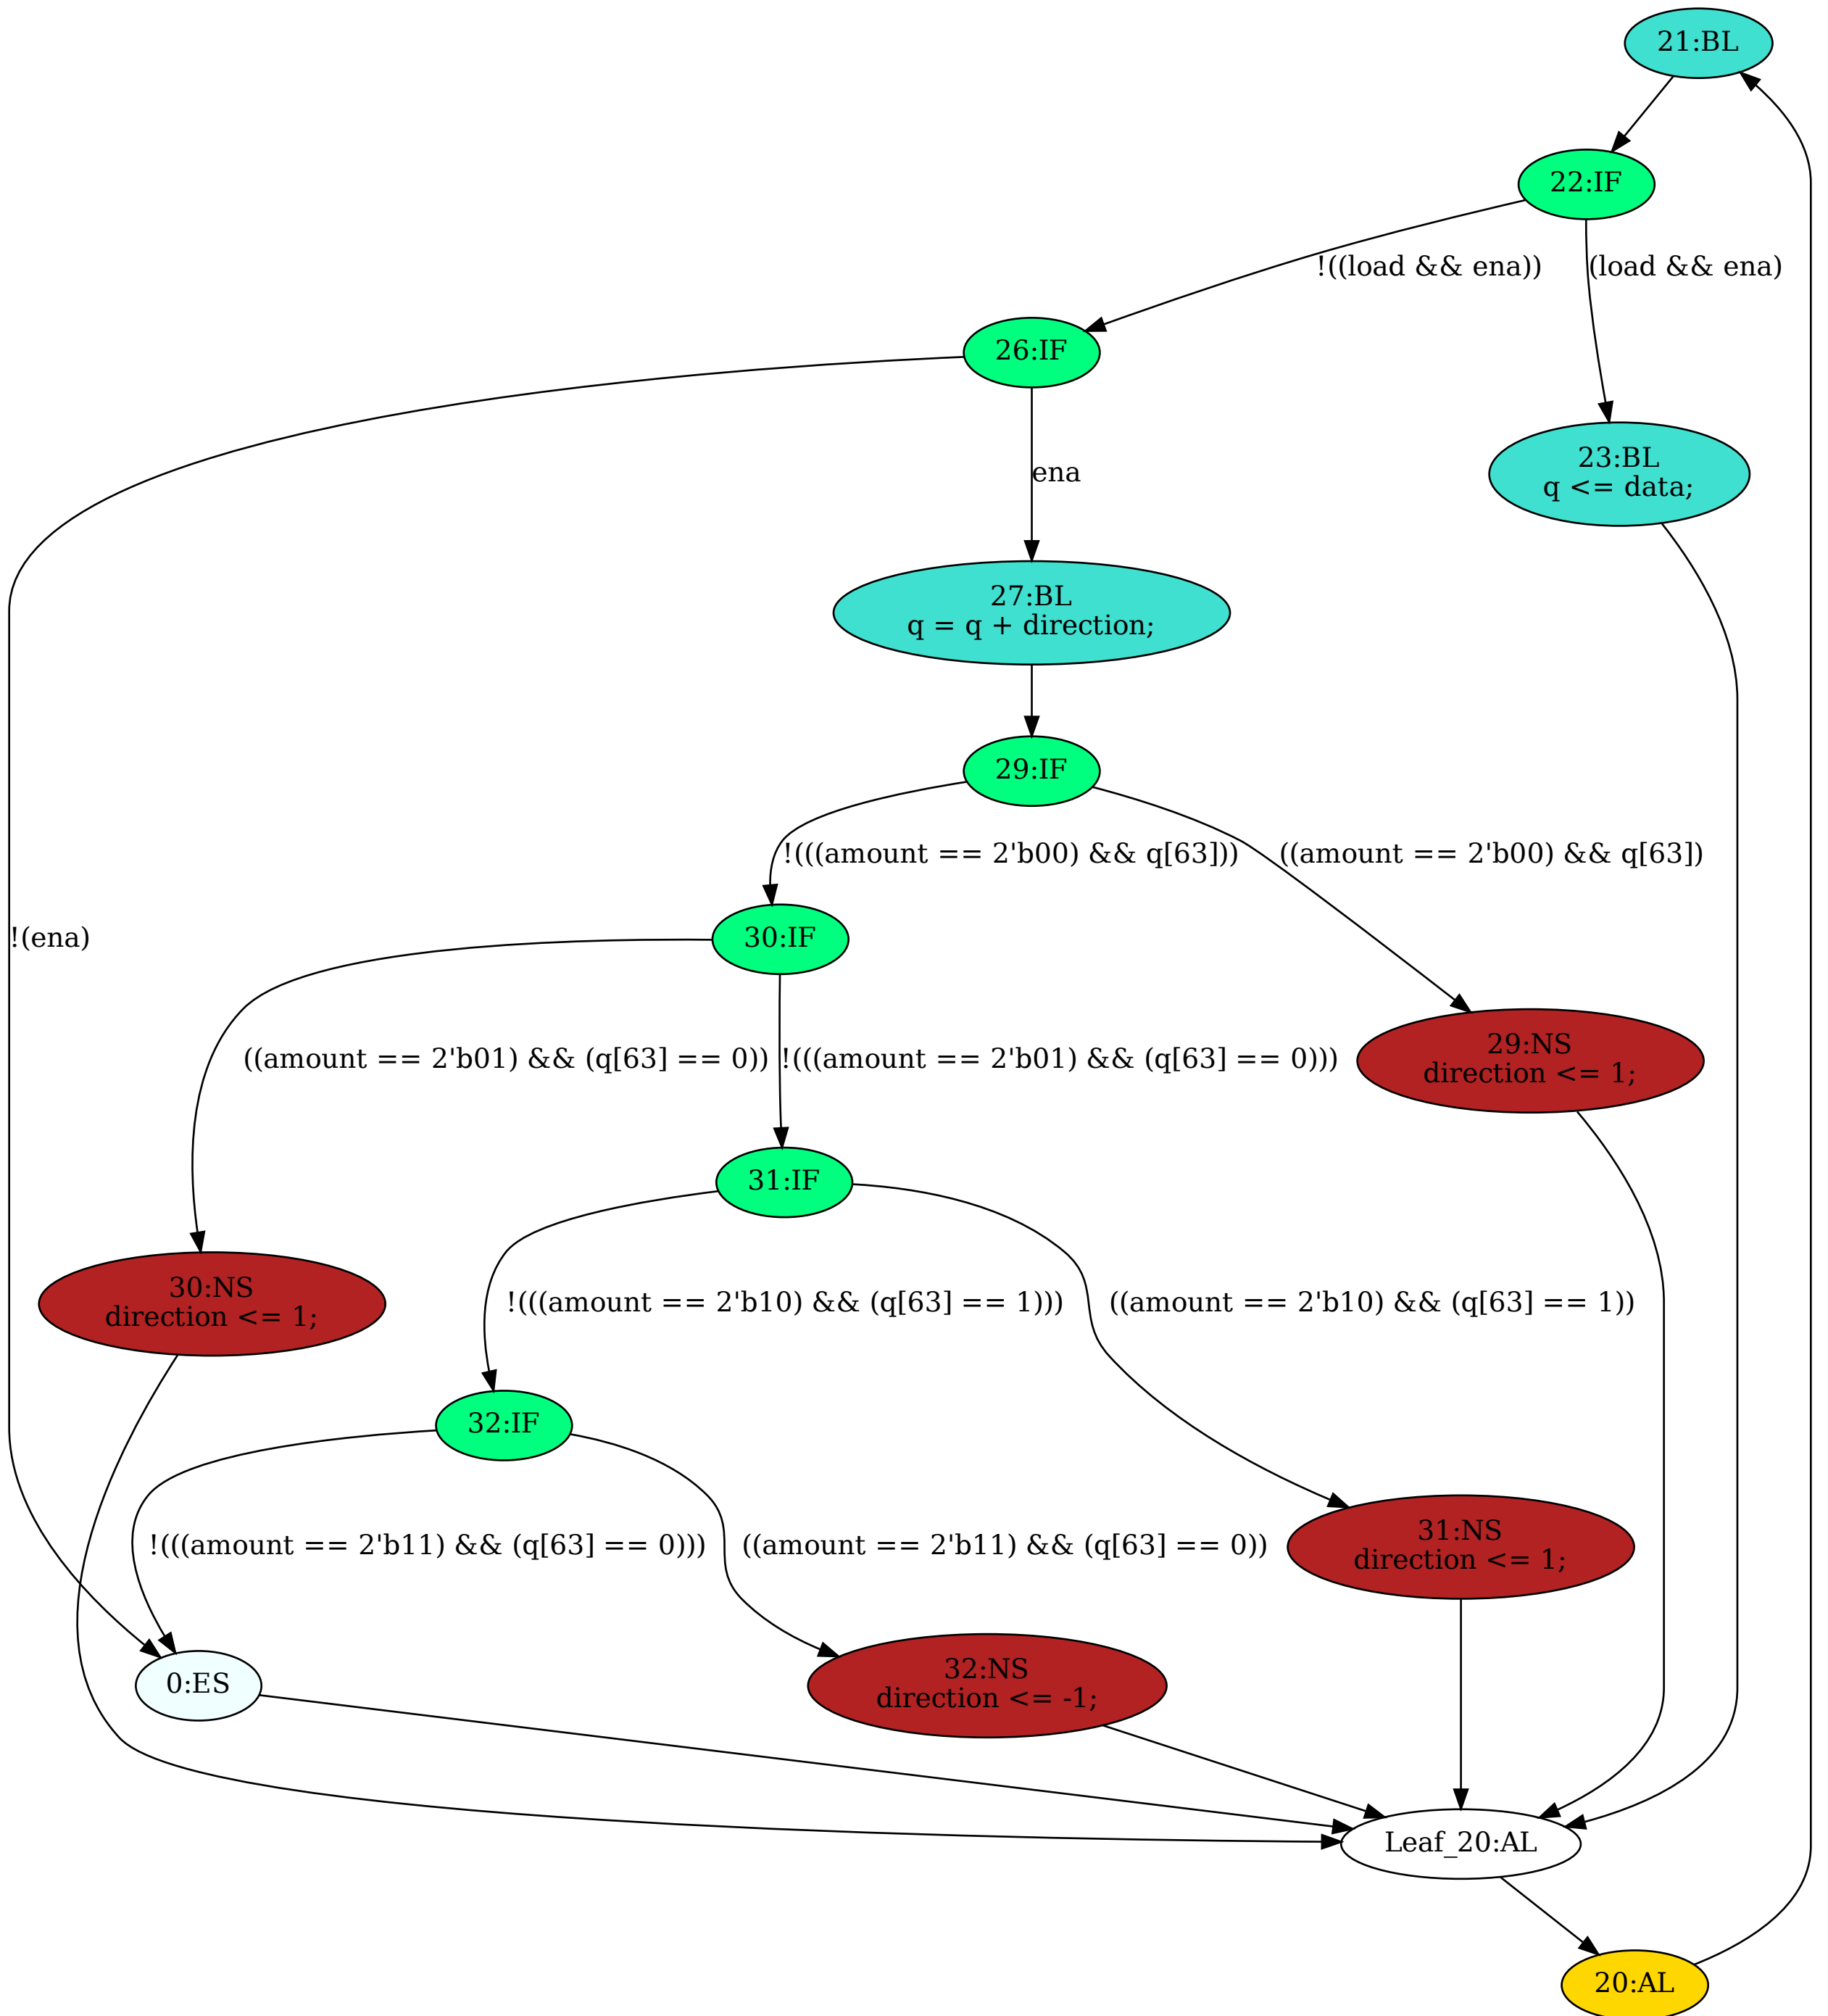 21:BL
22:IF
!((load && ena))
(load && ena)
26:IF
23:BL
q <= data;
ena
27:BL
q = q + direction;
29:IF
!(((amount == 2'b00) && q[63]))
((amount == 2'b00) && q[63])
!(ena)
30:IF
29:NS
direction <= 1;
((amount == 2'b01) && (q[63] == 0))
!(((amount == 2'b01) && (q[63] == 0)))
31:IF
30:NS
direction <= 1;
!(((amount == 2'b10) && (q[63] == 1)))
((amount == 2'b10) && (q[63] == 1))
32:IF
31:NS
direction <= 1;
!(((amount == 2'b11) && (q[63] == 0)))
((amount == 2'b11) && (q[63] == 0))
0:ES
32:NS
direction <= -1;
Leaf_20:AL
20:AL